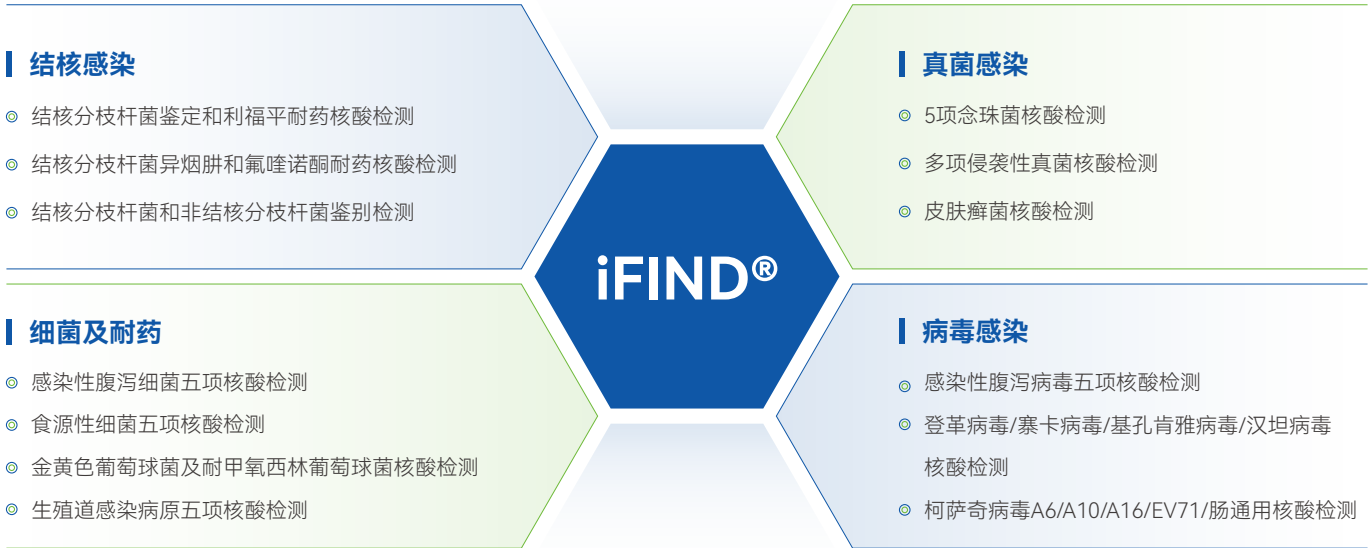 结核感染
结核分枝杆菌鉴定和利福平耐药核酸检测
结核分枝杆菌异烟肼和氟喹诺酮耐药核酸检测
结核分枝杆菌和非结核分枝杆菌鉴别检测
真菌感染
5项念珠菌核酸检测
多项侵袭性真菌核酸检测
皮肤癣菌核酸检测
iFIND®
细菌及耐药
感染性腹泻细菌五项核酸检测
食源性细菌五项核酸检测
金黄色葡萄球菌及耐甲氧西林葡萄球菌核酸检测
生殖道感染病原五项核酸检测
病毒感染
感染性腹泻病毒五项核酸检测
登革病毒/寨卡病毒/基孔肯雅病毒/汉坦病毒
核酸检测
柯萨奇病毒A6/A10/A16/EV71/肠通用核酸检测